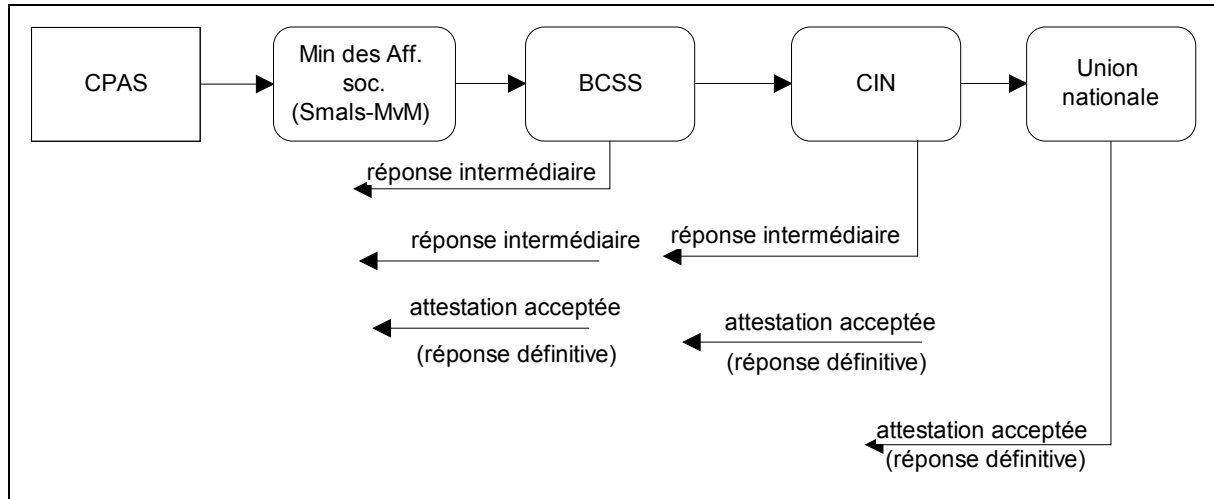 CPAS
Min des Aff.
soc.
(Smals-MvM)
BCSS
CIN
Union
nationale
réponse intermédiaire
réponse intermédiaire
réponse intermédiaire
attestation acceptée
(réponse définitive)
attestation acceptée
(réponse définitive)
attestation acceptée
(réponse définitive)